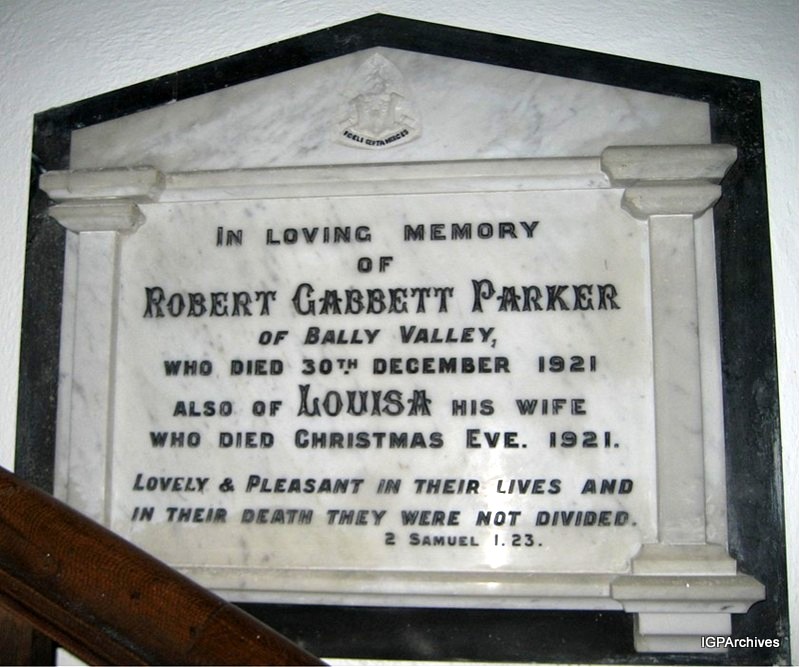 IN LOVING MEMORY
OF
ROBERT GABBETT PARKER
OF BALLY VALLEY,
WHO DIED 30TH DECEMBER 1921
ALSO OF LOUISA HIS WIFE
WHO DIED CHRISTMAS EVE. 1921.
LOVELY & PLEASANT IN THEIR LIVES AND
IN THEIR DEATH THEY WERE NOT DIVIDED.
2 SAMUEL 1.23.
IGPArchives